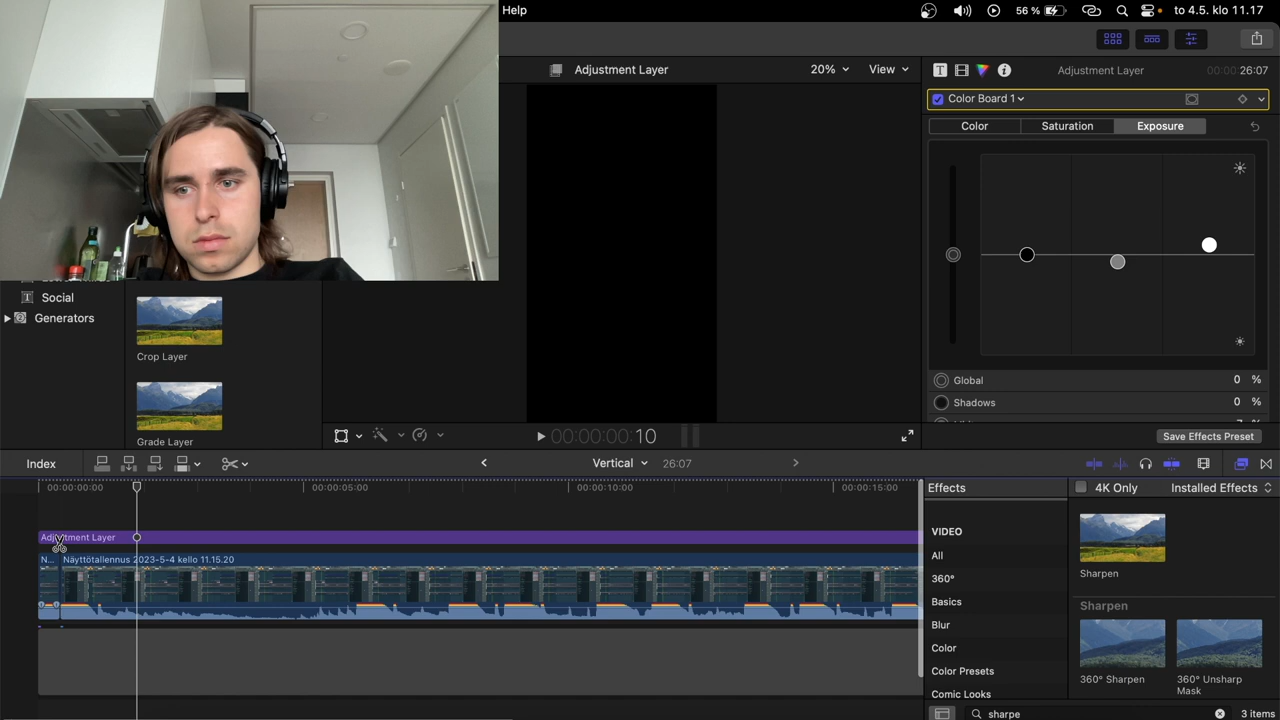 Help
56 %
to 4.5. klo 11.17
Adjustment Layer
20%
View
T
Adjustment Layer
00:00:26:07
Color Board 1
Color
Saturation
Exposure
Global
0 %
Shadows
0 %
Save Effects Preset
T Social
Generators
Crop Layer
Grade Layer
00:00:00:10
Index
Vertical
26:07
00:00:00:00
00:00:05:00
00:00:10:00
00:00:15:00
Adjustment Layer
N...
Näyttötallennus 2023-5-4 kello 11.15.20
Effects
4K Only
Installed Effects
VIDEO
All
360°
Basics
Blur
Color
Color Presets
Comic Looks
Sharpen
Sharpen
360° Sharpen
360° Unsharp
Mask
sharpe
3 items